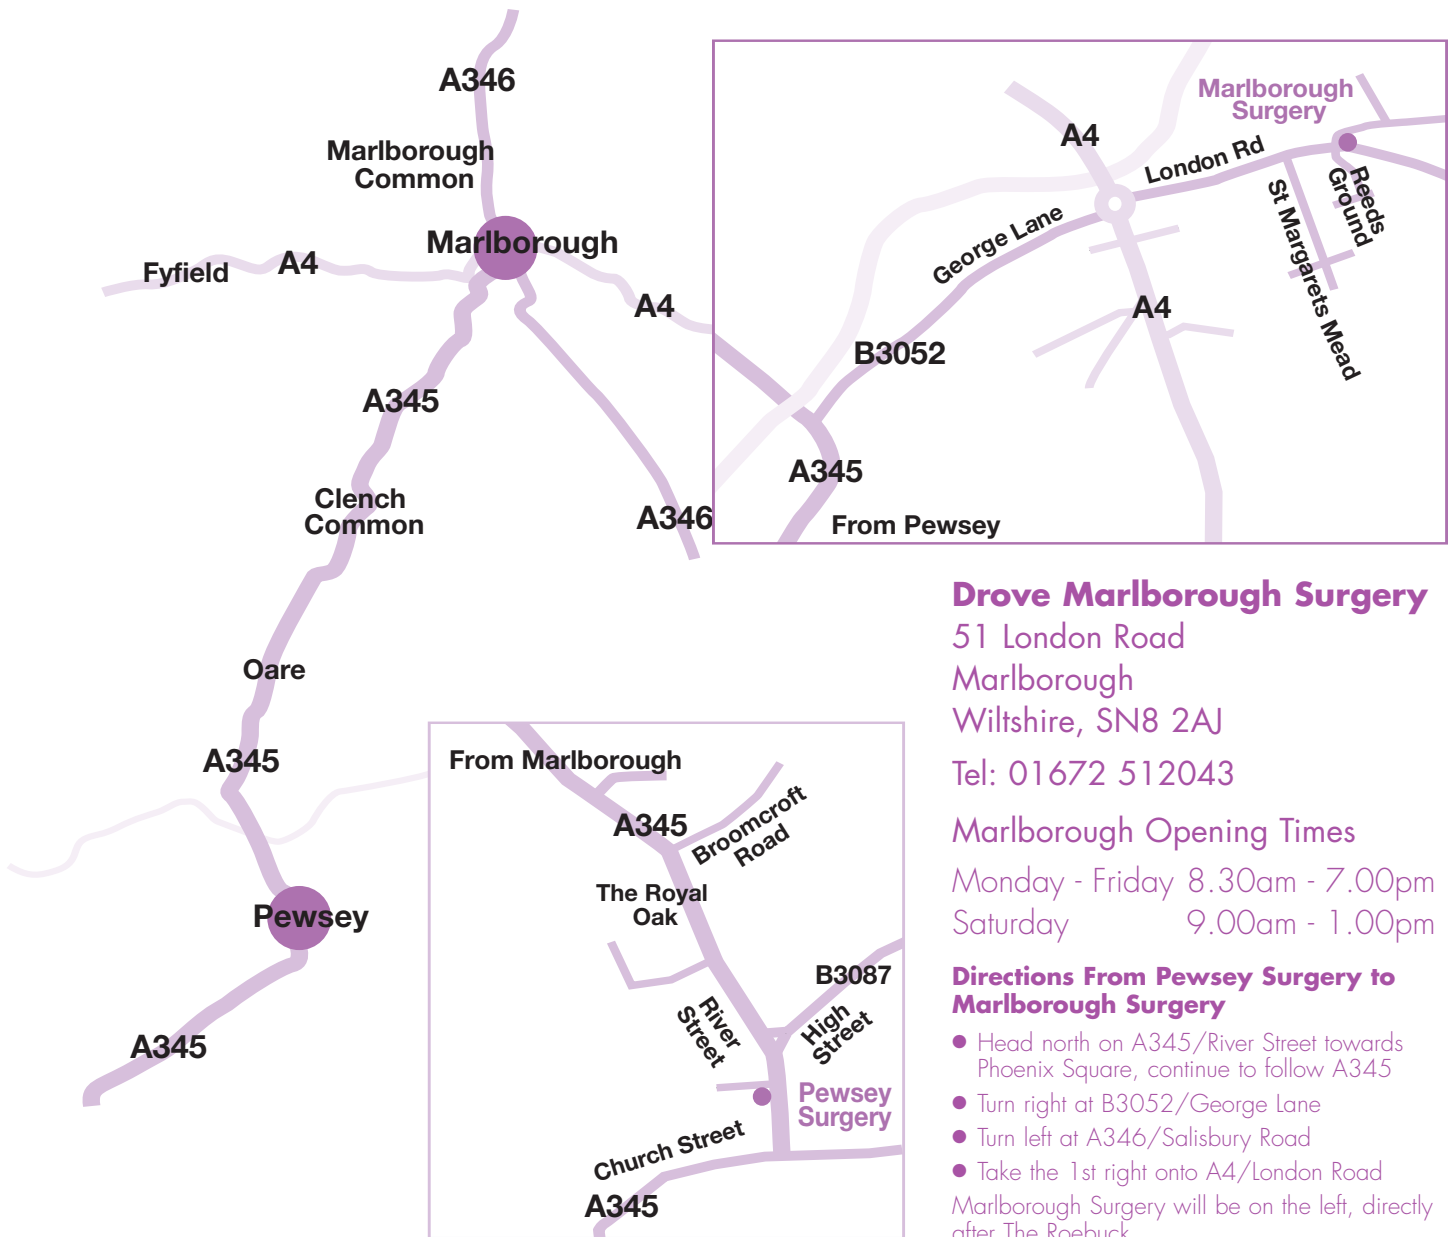 A346
Marlborough
Common
Marlborough
Fyfield
A4
A4
A345
Clench
Common
A346
Oare
A345
Pewsey
A345
Marlborough
Surgery
A4
London Rd
Reeds
Ground
St Margarets Mead
George Lane
A4
B3052
A345
From Pewsey
From Marlborough
A345
Broomcroft
Road
The Royal
Oak
B3087
River
Street
High
Street
Pewsey
Surgery
Church Street
A345
Drove Marlborough Surgery
51 London Road
Marlborough
Wiltshire, SN8 2AJ
Tel: 01672 512043
Marlborough Opening Times
Monday - Friday 8.30am - 7.00pm
Saturday 9.00am - 1.00pm
Directions From Pewsey Surgery to
Marlborough Surgery
● Head north on A345/River Street towards
Phoenix Square, continue to follow A345
● Turn right at B3052/George Lane
● Turn left at A346/Salisbury Road
● Take the 1st right onto A4/London Road
Marlborough Surgery will be on the left, directly
after The Roebuck